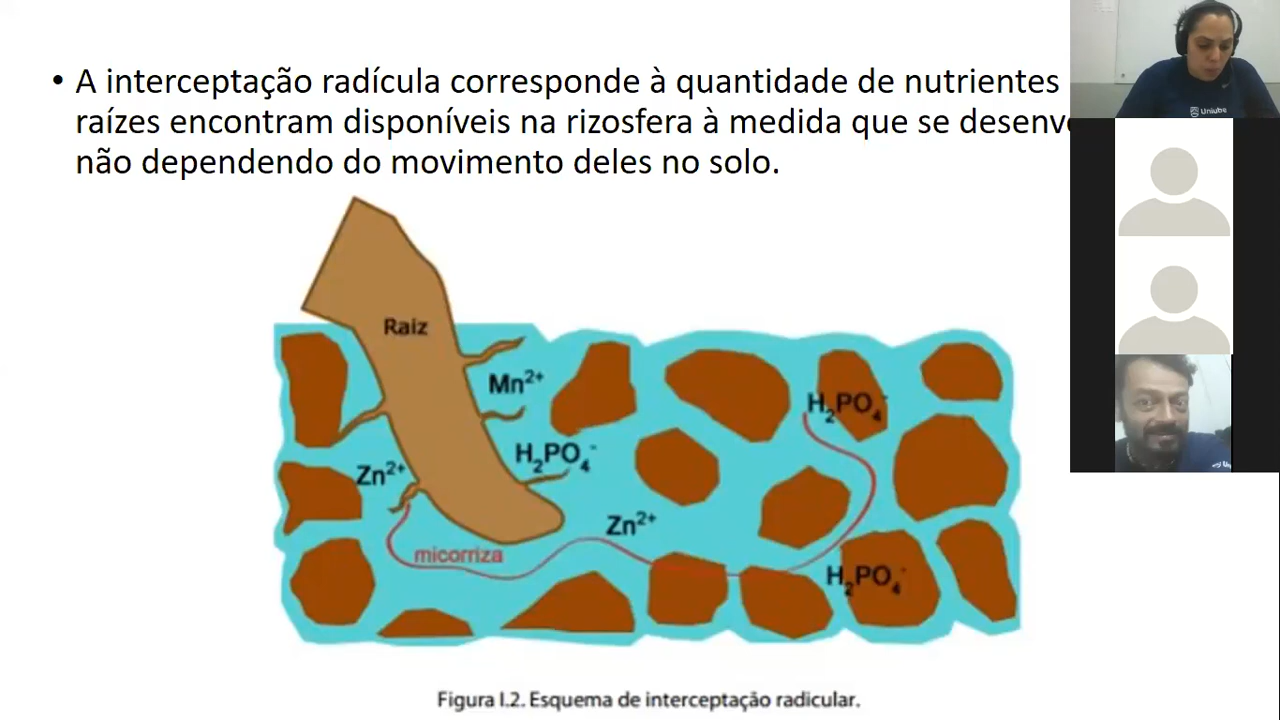 • A interceptação radícula corresponde à quantidade de nutrientes
raízes encontram disponíveis na rizosfera à medida que se desenv
não dependendo do movimento deles no solo.
Raiz
Mn²⁺
H₂PO₄⁻
H₂PO₄⁻
Zn²⁺
Zn²⁺
micorriza
H₂PO₄⁻
Figura I.2. Esquema de interceptação radicular.
Uniube